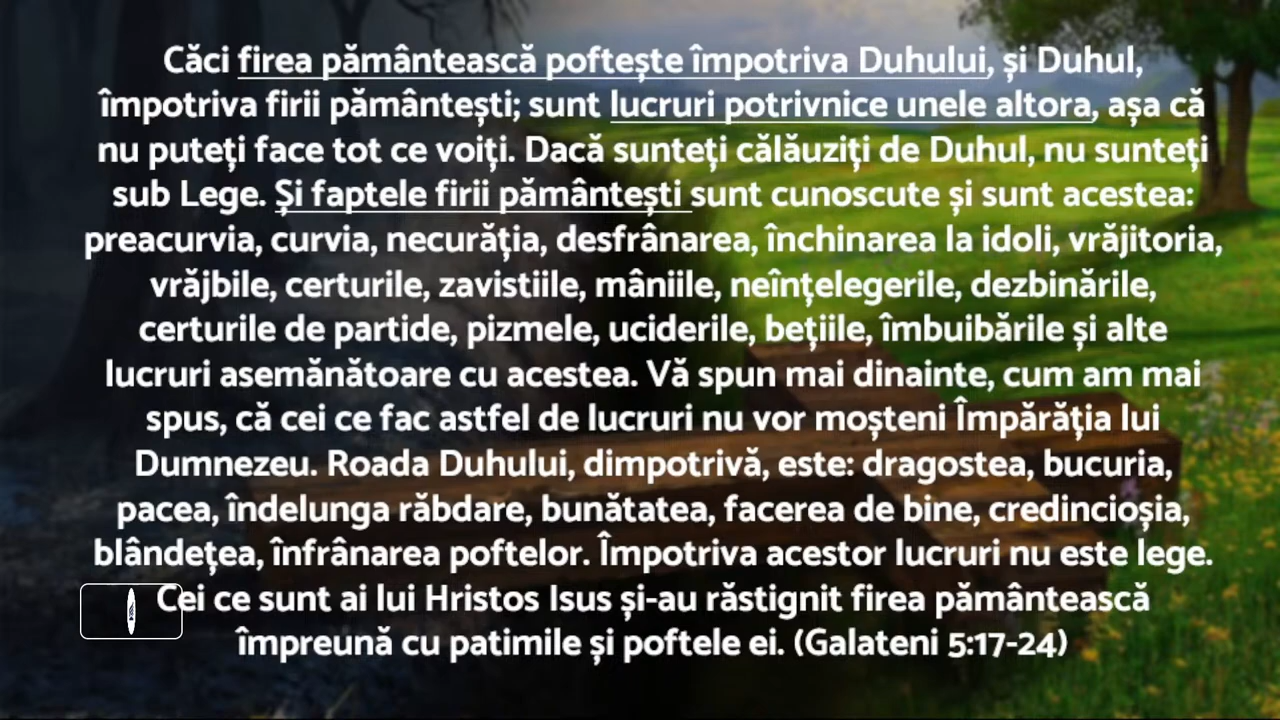 Căci firea pământească poftește împotriva Duhului, și Duhul,
împotriva firii pământești; sunt lucruri potrivnice unele altora, așa că
nu puteți face tot ce voiți. Dacă sunteți călăuziți de Duhul, nu sunteți
sub Lege. Și faptele firii pământești sunt cunoscute și sunt acestea:
preacurvia, curvia, necurăția, desfrânarea, închinarea la idoli, vrăjitoria,
vrăjbile, certurile, zavistiile, mâniile, neînțelegerile, dezbinările,
certurile de partide, pizmele, uciderile, bețiile, îmbuibările și alte
lucruri asemănătoare cu acestea. Vă spun mai dinainte, cum am mai
spus, că cei ce fac astfel de lucruri nu vor moșteni Împărăția lui
Dumnezeu. Roada Duhului, dimpotrivă, este: dragostea, bucuria,
pacea, îndelunga răbdare, bunătatea, facerea de bine, credincioșia,
blândețea, înfrânarea poftelor. Împotriva acestor lucruri nu este lege.
Cei ce sunt ai lui Hristos Isus și-au răstignit firea pământească
împreună cu patimile și poftele ei. (Galateni 5:17-24)